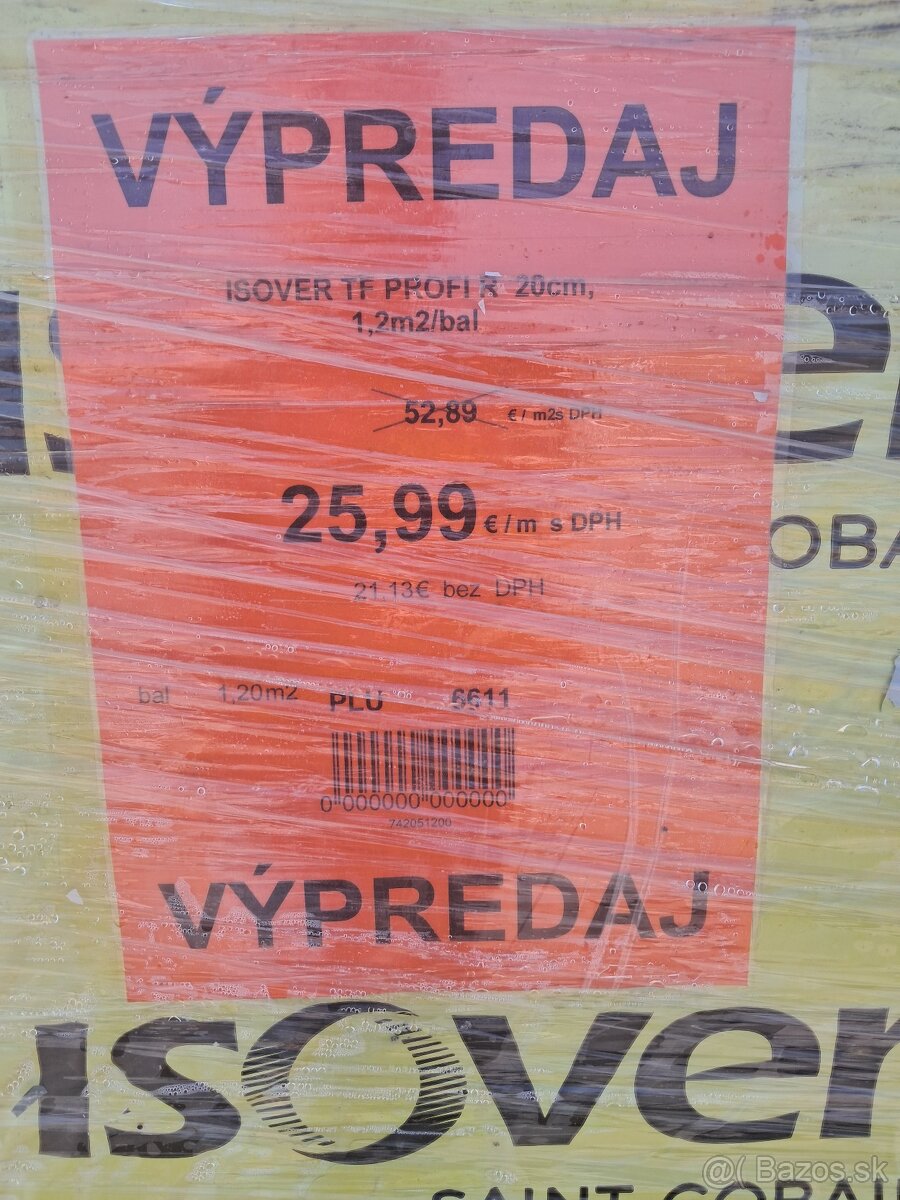 VÝPREDAJ
ISOVER TF PROFI R 20cm,
1,2m2/bal
52,89 €/ m2s DPH
25,99 €/m s DPH
21.13€ bez DPH
bal 1,20m2 PLU 6611
0"000000"000000"
742051200
VÝPREDAJ
OBA
isover
SAINT-GOBAI
@( Bazos.sk